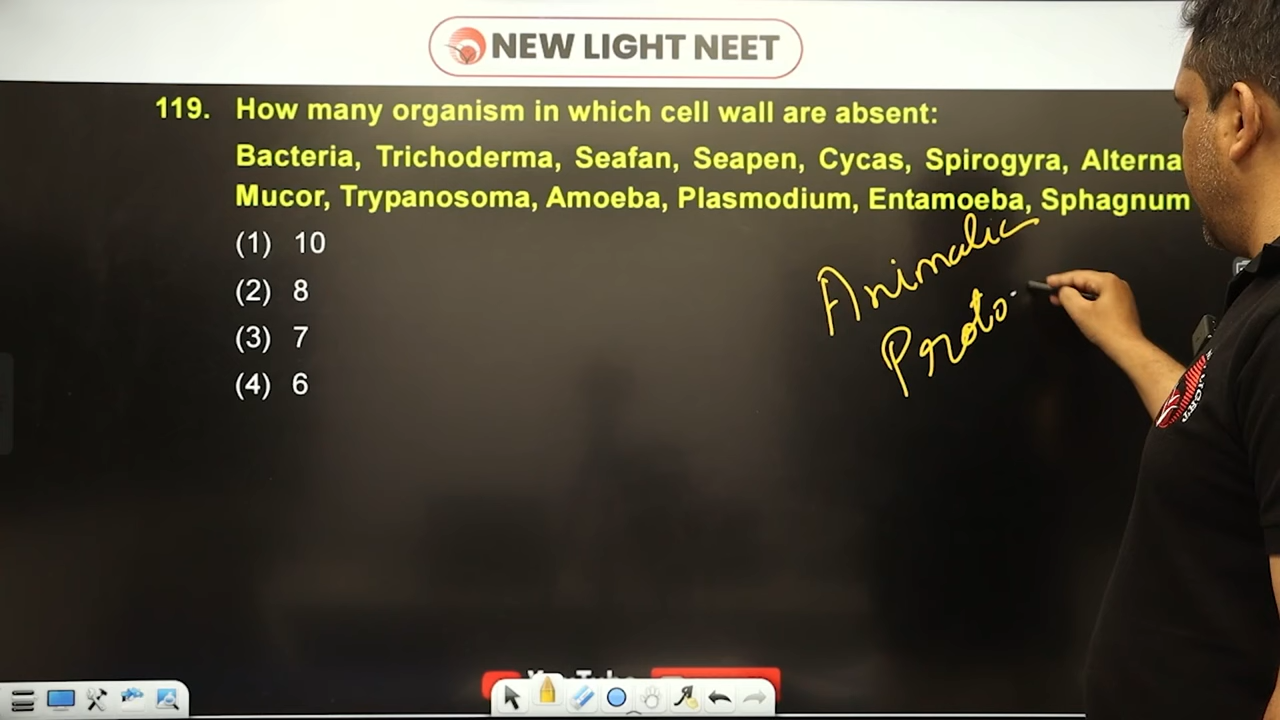 NEW LIGHT NEET
119. How many organism in which cell wall are absent:
Bacteria, Trichoderma, Seafan, Seapen, Cycas, Spirogyra, Alterna
Mucor, Trypanosoma, Amoeba, Plasmodium, Entamoeba, Sphagnum
(1) 10
(2) 8
(3) 7
(4) 6
Animalia
Proto